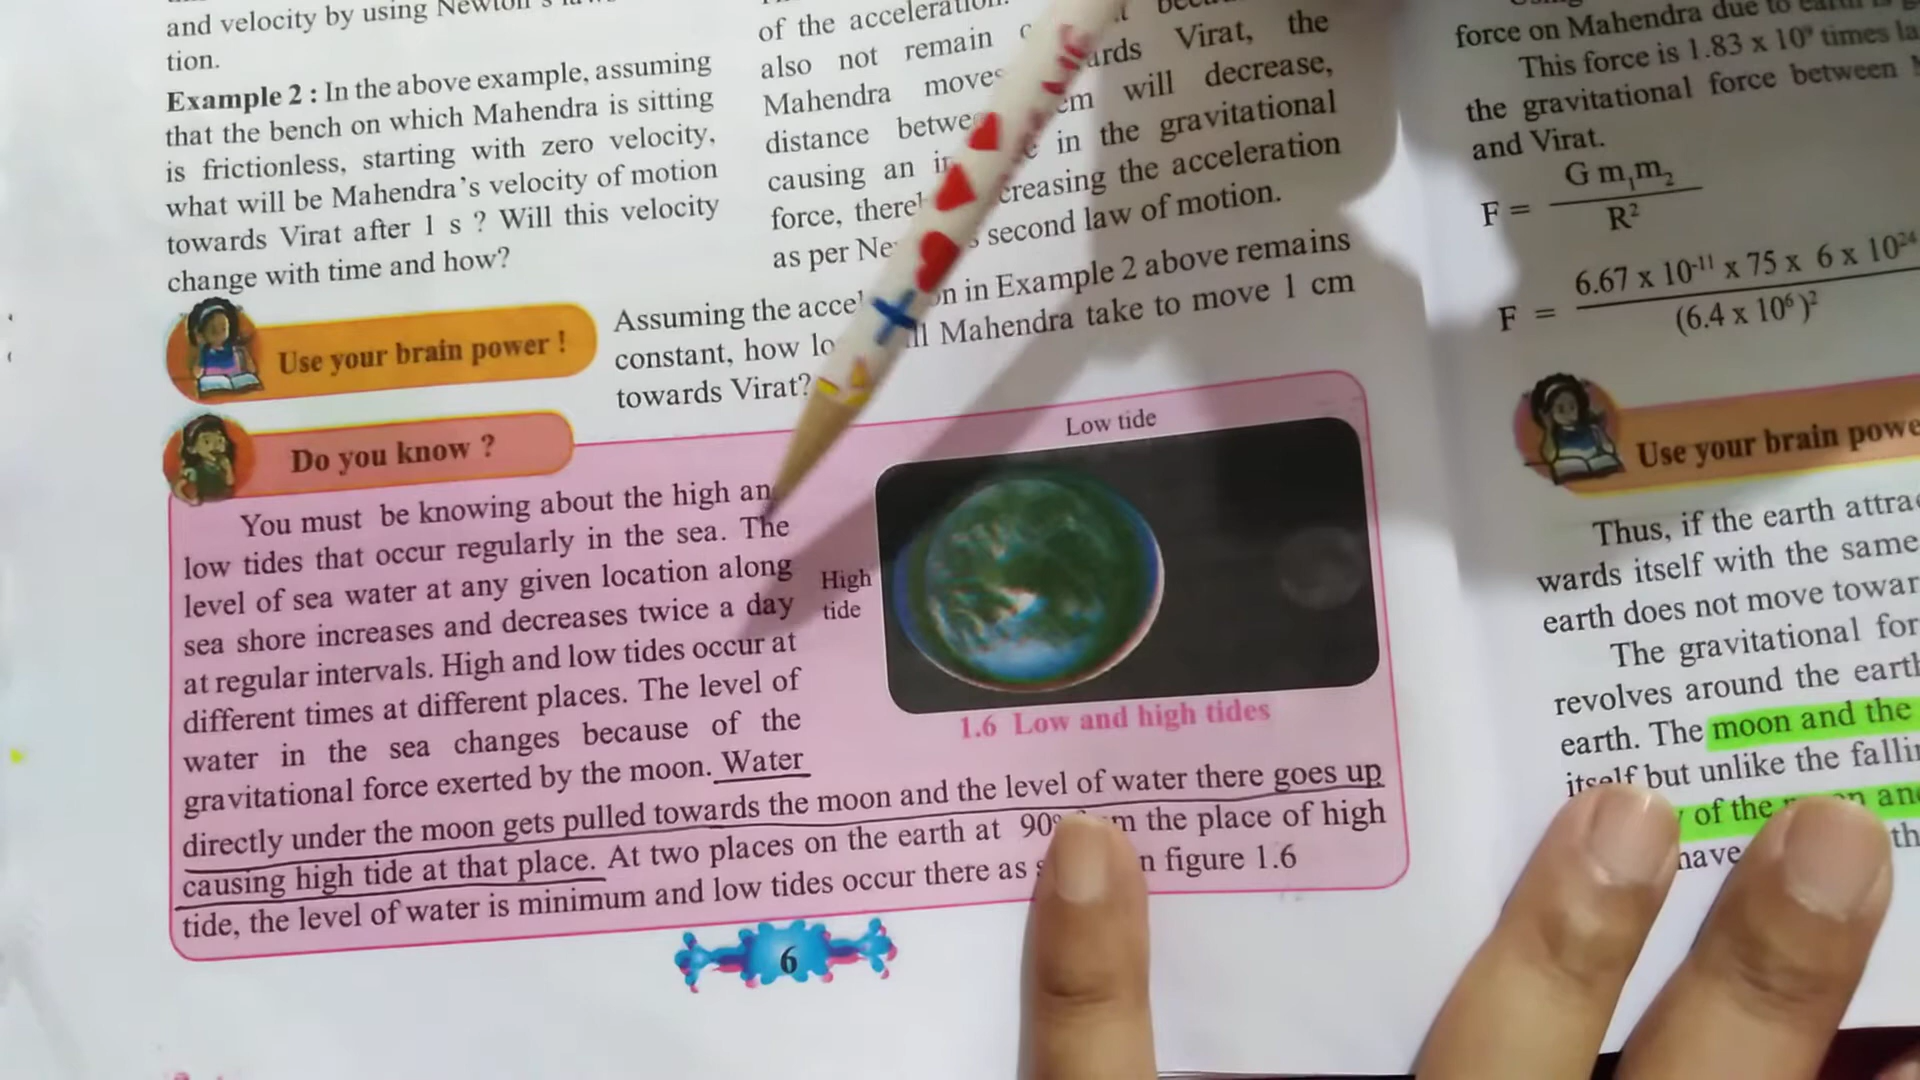 and velocity by using Newton's
tion.
Example 2 : In the above example, assuming
that the bench on which Mahendra is sitting
is frictionless, starting with zero velocity,
what will be Mahendra's velocity of motion
towards Virat after 1 s ? Will this velocity
change with time and how?
of the acceleration.
also not remain
Mahendra moves ards Virat, the
distance betwee em will decrease,
causing an in e in the gravitational
force, there creasing the acceleration
as per Ne s second law of motion.
Use your brain power !
Assuming the accel on in Example 2 above remains
constant, how lo ll Mahendra take to move 1 cm
towards Virat?
Do you know ?
You must be knowing about the high an
low tides that occur regularly in the sea. The
level of sea water at any given location along
sea shore increases and decreases twice a day
at regular intervals. High and low tides occur at
different times at different places. The level of
water in the sea changes because of the
gravitational force exerted by the moon. Water
directly under the moon gets pulled towards the moon and the level of water there goes up
causing high tide at that place. At two places on the earth at 90° m the place of high
tide, the level of water is minimum and low tides occur there as s n figure 1.6
Low tide
High
tide
1.6 Low and high tides
6
force on Mahendra due to earth is
This force is 1.83 x 10⁹ times la
the gravitational force between
and Virat.
F = G m₁m₂ / R²
F = 6.67 x 10⁻¹¹ x 75 x 6 x 10²⁴ / (6.4 x 10⁶)²
Use your brain powe
Thus, if the earth attrac
wards itself with the same
earth does not move towar
The gravitational for
revolves around the earth
earth. The moon and the
itself but unlike the fallin
of the n and
have th